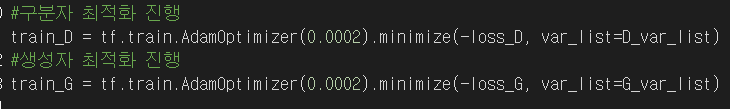 #구분자 최적화 진행
train_D = tf.train.AdamOptimizer(0.0002).minimize(-loss_D, var_list=D_var_list)
#생성자 최적화 진행
train_G = tf.train.AdamOptimizer(0.0002).minimize(-loss_G, var_list=G_var_list)